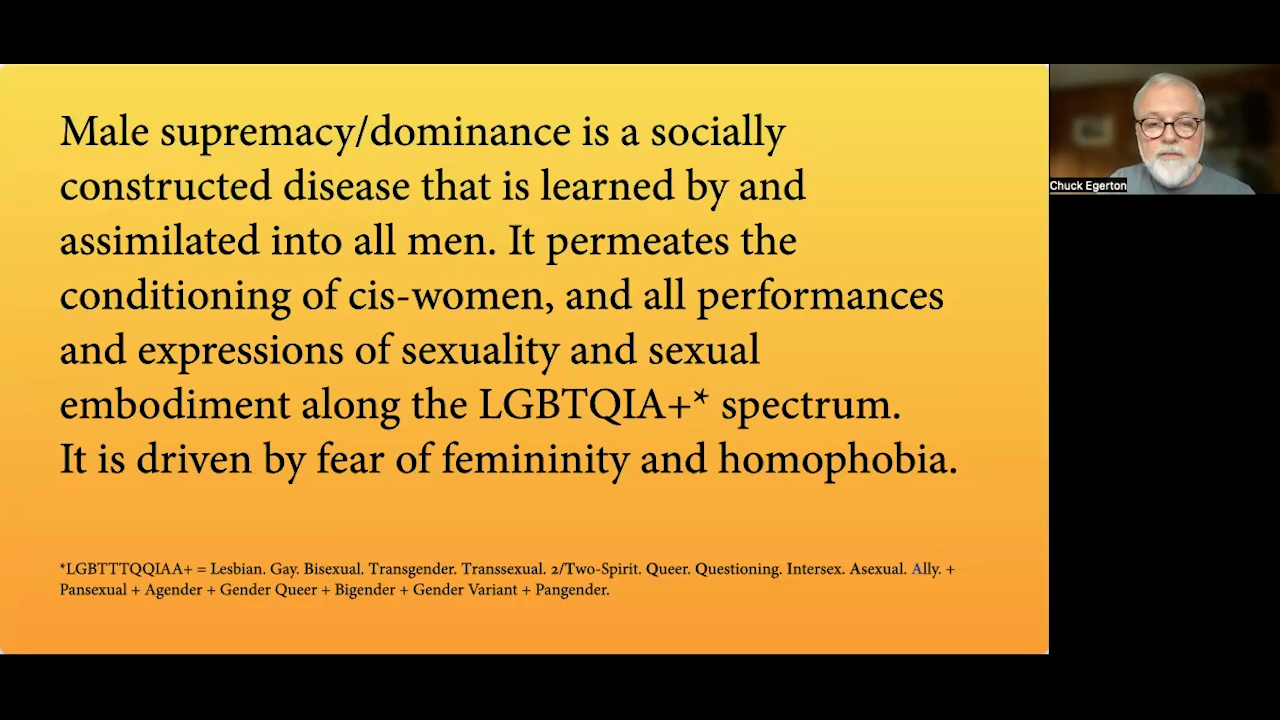 Male supremacy/dominance is a socially
constructed disease that is learned by and
assimilated into all men. It permeates the
conditioning of cis-women, and all performances
and expressions of sexuality and sexual
embodiment along the LGBTQIA+* spectrum.
It is driven by fear of femininity and homophobia.
*LGBTTTQQIAA+ = Lesbian. Gay. Bisexual. Transgender. Transsexual. 2/Two-Spirit. Queer. Questioning. Intersex. Asexual. Ally. +
Pansexual + Agender + Gender Queer + Bigender + Gender Variant + Pangender.
Chuck Egerton